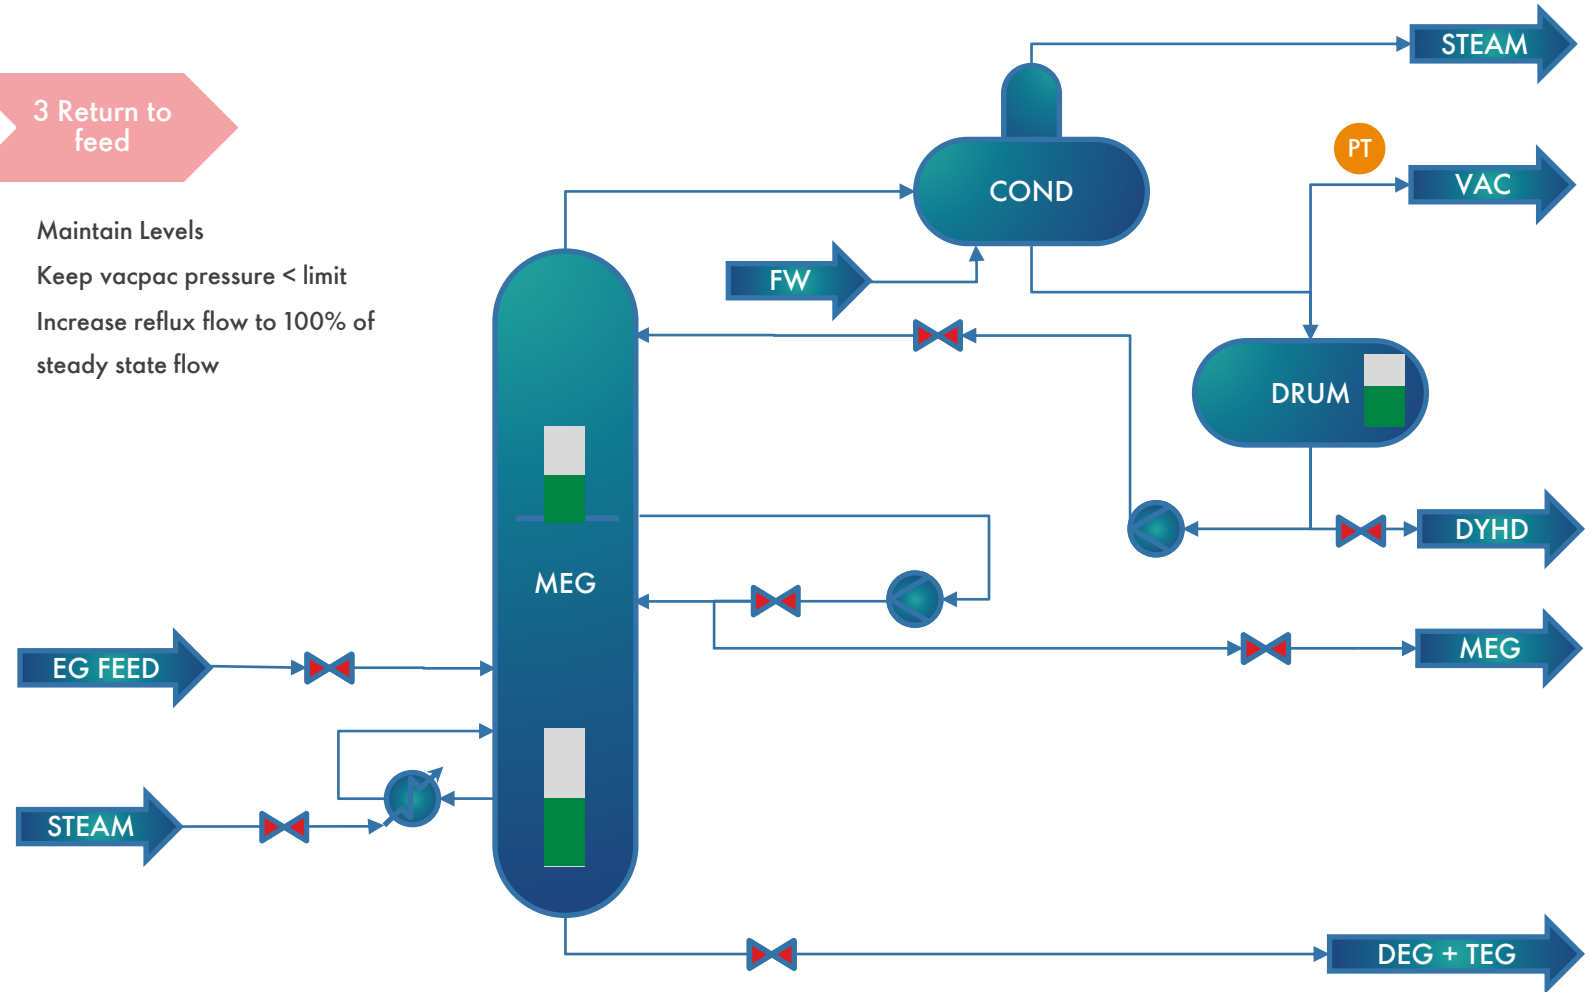 STEAM
3 Return to
feed
PT
VAC
COND
Maintain Levels
Keep vacpac pressure < limit
FW
Increase reflux flow to 100% of
steady state flow
DRUM
DYHD
MEG
MEG
EG FEED
STEAM
DEG + TEG